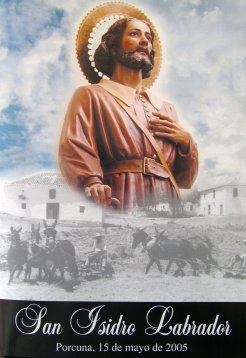 San Isidro Labrador
Porcuna, 15 de mayo de 2005